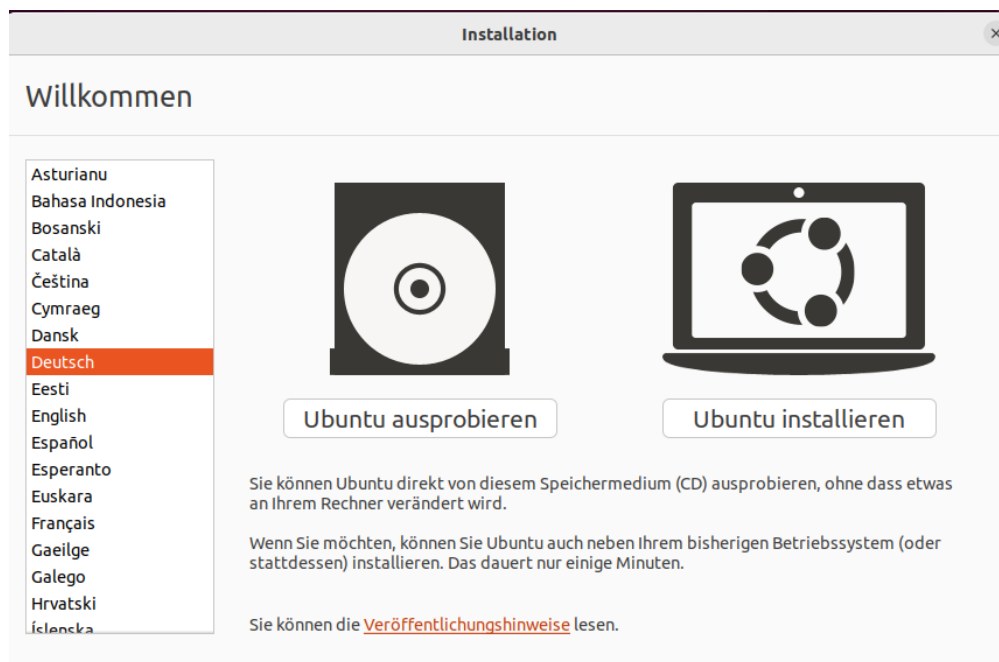 Installation
Willkommen
Asturianu
Bahasa Indonesia
Bosanski
Català
Čeština
Cymraeg
Dansk
Deutsch
Eesti
English
Español
Esperanto
Euskara
Français
Gaeilge
Galego
Hrvatski
Íslenska
Ubuntu ausprobieren
Ubuntu installieren
Sie können Ubuntu direkt von diesem Speichermedium (CD) ausprobieren, ohne dass etwas
an Ihrem Rechner verändert wird.
Wenn Sie möchten, können Sie Ubuntu auch neben Ihrem bisherigen Betriebssystem (oder
stattdessen) installieren. Das dauert nur einige Minuten.
Sie können die Veröffentlichungshinweise lesen.